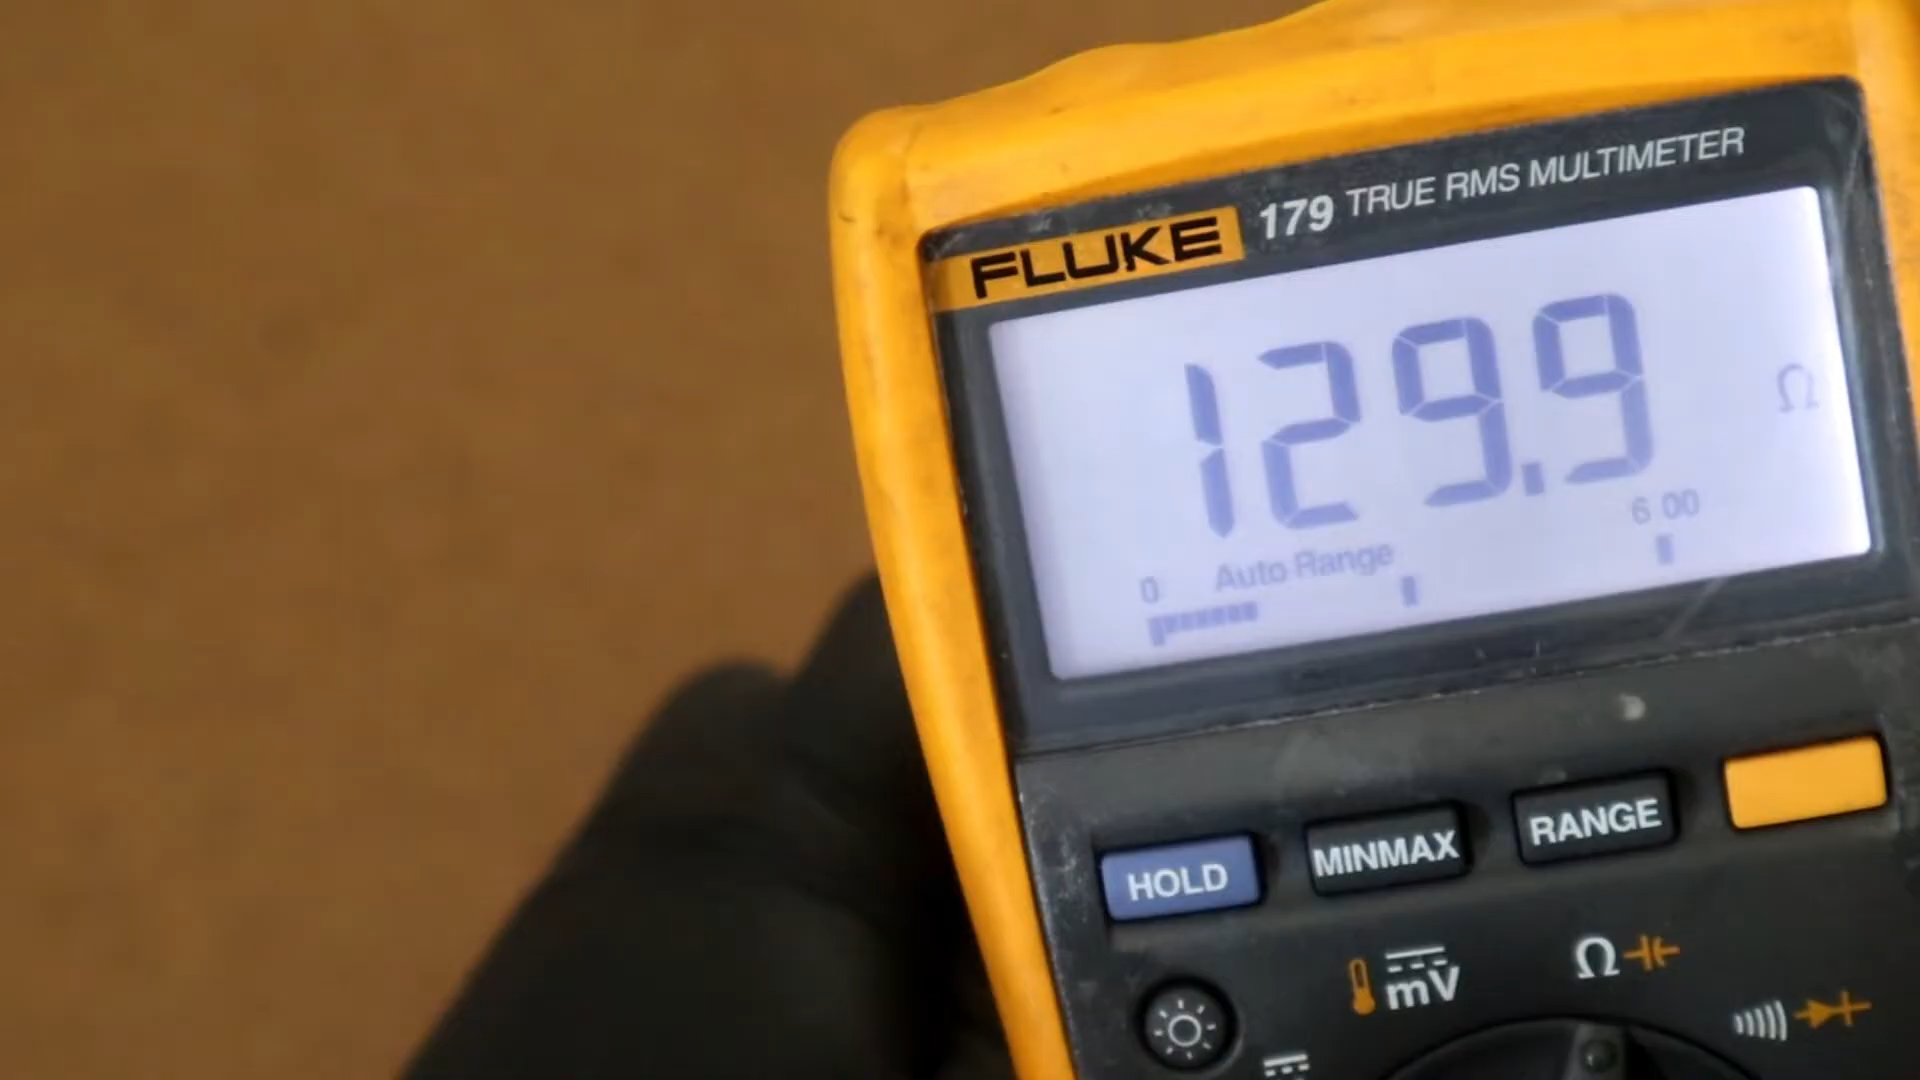 FLUKE 179 TRUE RMS MULTIMETER
129.9 Ω
6 00
0 Auto Range
HOLD MINMAX RANGE
mV Ω